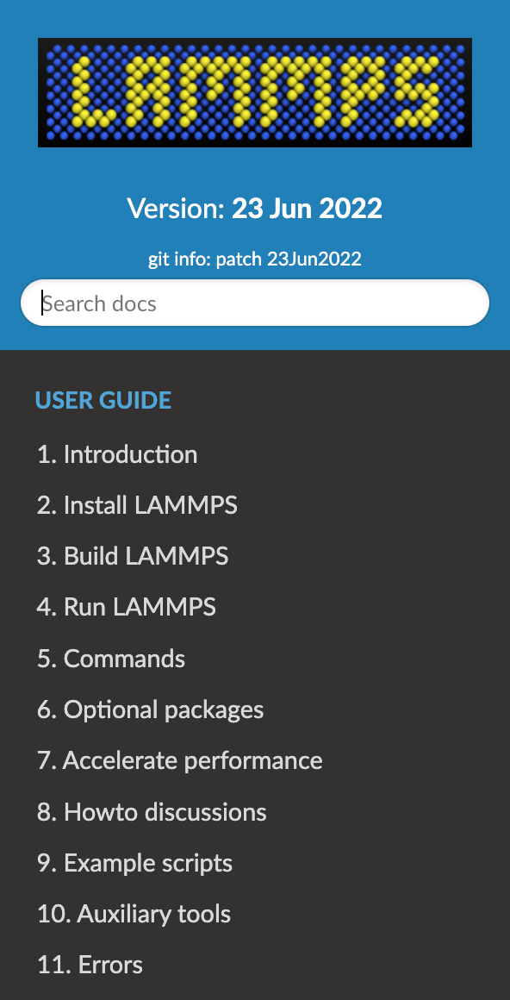 LAMMPS
Version: 23 Jun 2022
git info: patch 23Jun2022
Search docs
USER GUIDE
1. Introduction
2. Install LAMMPS
3. Build LAMMPS
4. Run LAMMPS
5. Commands
6. Optional packages
7. Accelerate performance
8. Howto discussions
9. Example scripts
10. Auxiliary tools
11. Errors